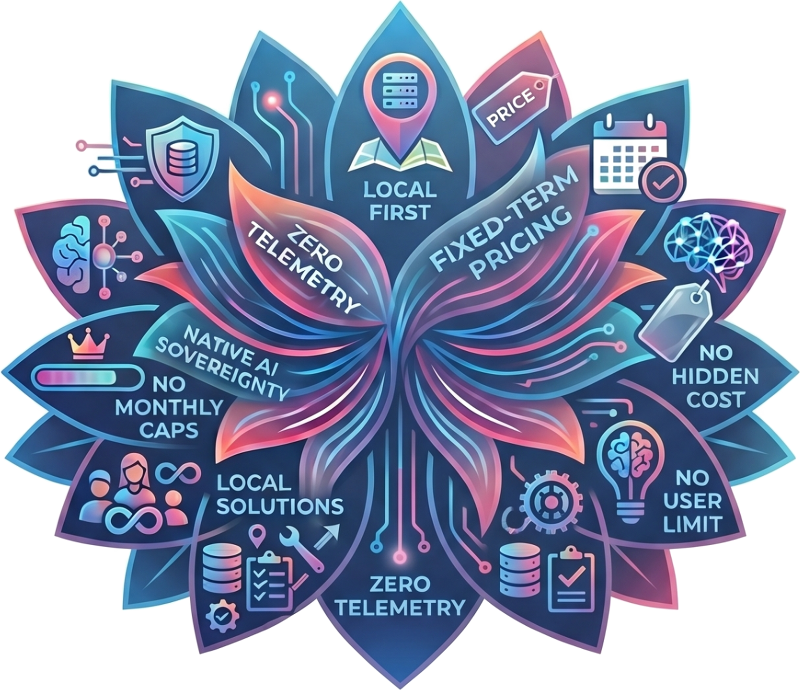 PRICE
LOCAL
FIRST
ZERO
TELEMETRY
FIXED-TERM
PRICING
NATIVE AI
SOVEREIGNTY
NO
HIDDEN
COST
NO
MONTHLY
CAPS
LOCAL
SOLUTIONS
NO
USER
LIMIT
ZERO
TELEMETRY